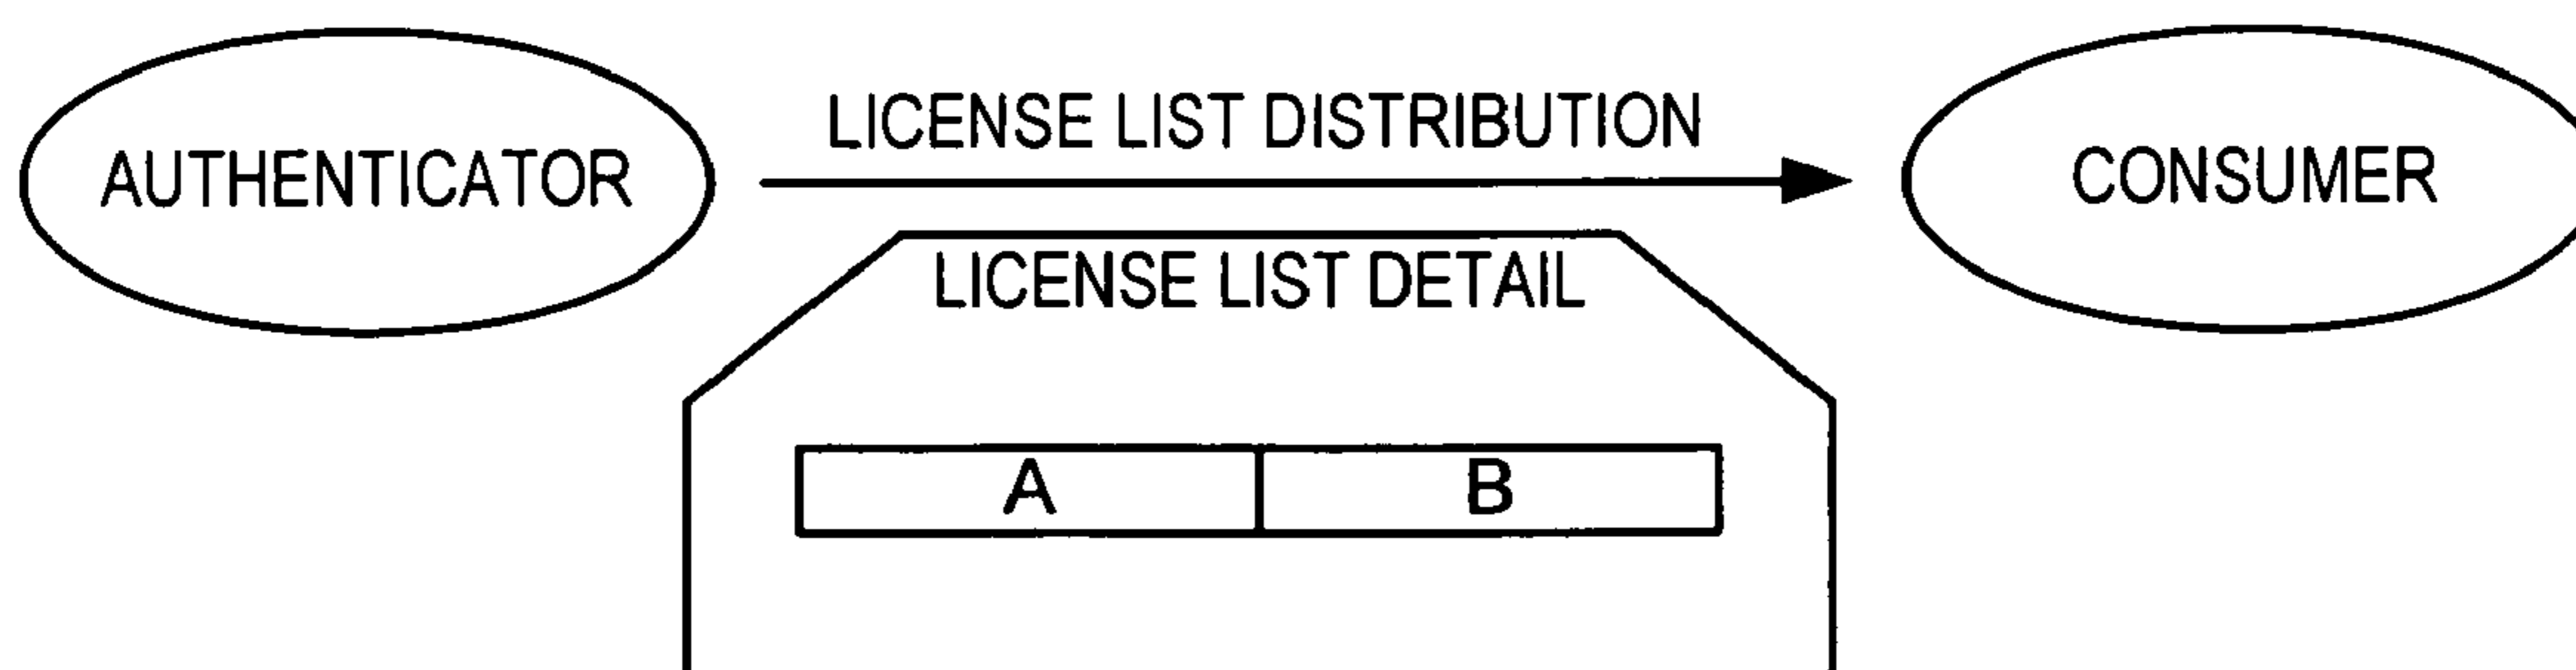 LICENSE LIST DISTRIBUTION
AUTHENTICATOR
CONSUMER
LICENSE LIST DETAIL
A B